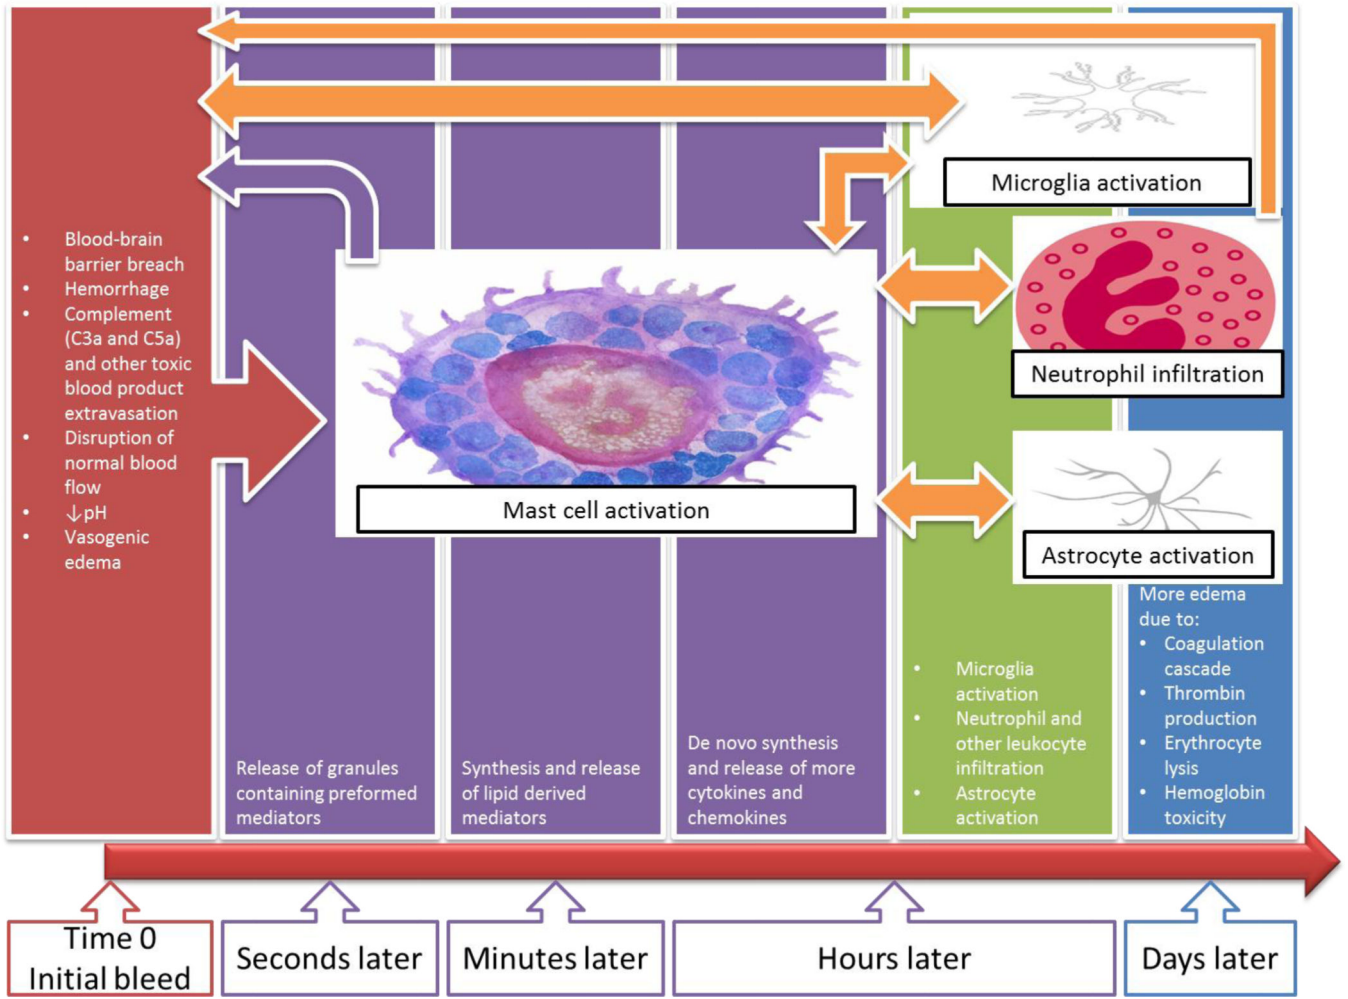 • Blood-brain
barrier breach
• Hemorrhage
• Complement
(C3a and C5a)
and other toxic
blood product
extravasation
• Disruption of
normal blood
flow
• ↓pH
• Vasogenic
edema
Release of granules
containing preformed
mediators
Synthesis and release
of lipid derived
mediators
De novo synthesis
and release of more
cytokines and
chemokines
Mast cell activation
Microglia activation
Neutrophil infiltration
Astrocyte activation
• Microglia
activation
• Neutrophil and
other leukocyte
infiltration
• Astrocyte
activation
More edema
due to:
• Coagulation
cascade
• Thrombin
production
• Erythrocyte
lysis
• Hemoglobin
toxicity
Time 0
Initial bleed
Seconds later
Minutes later
Hours later
Days later